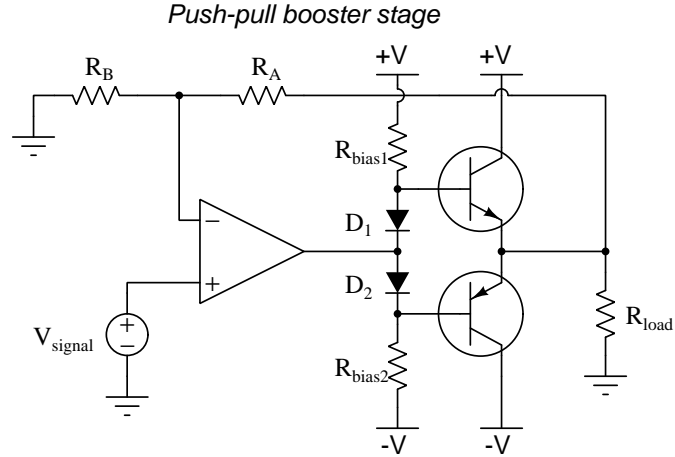 Push-pull booster stage
+V +V
R_B R_A
R_bias1
D_1
−
+
D_2
+
−
V_signal
R_load
R_bias2
-V -V